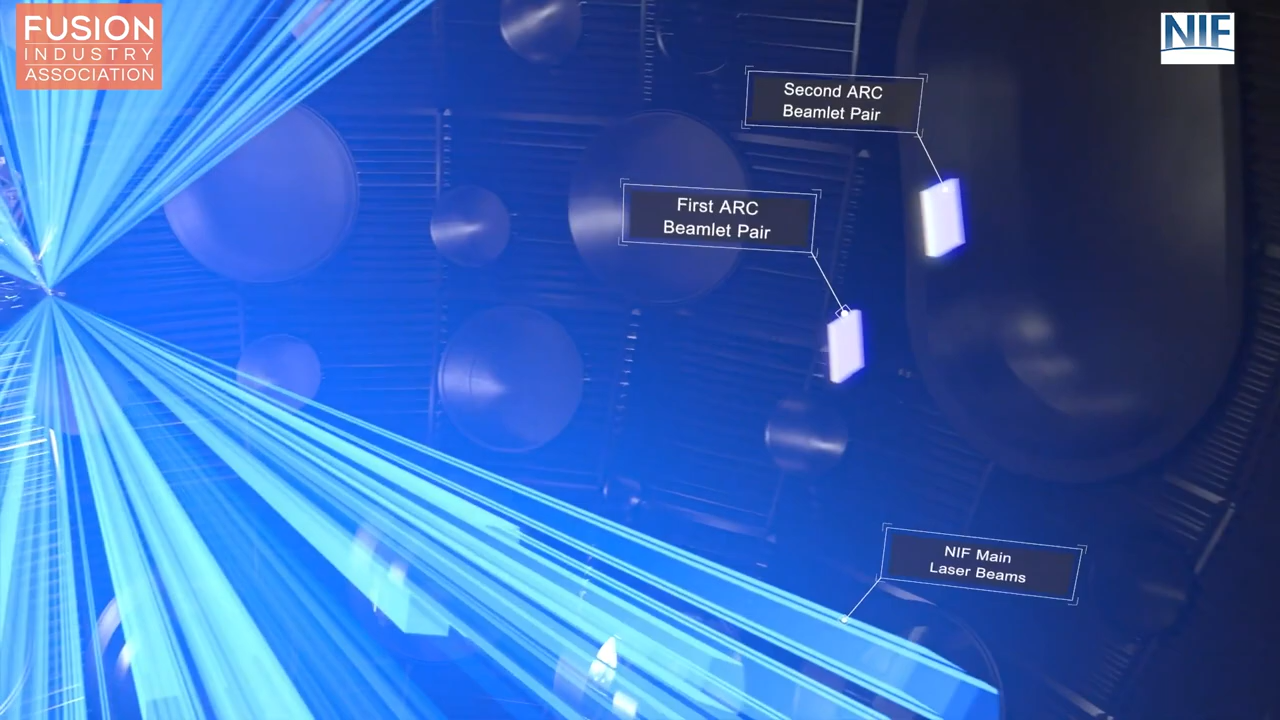 FUSION
INDUSTRY
ASSOCIATION
NIF
Second ARC
Beamlet Pair
First ARC
Beamlet Pair
NIF Main
Laser Beams